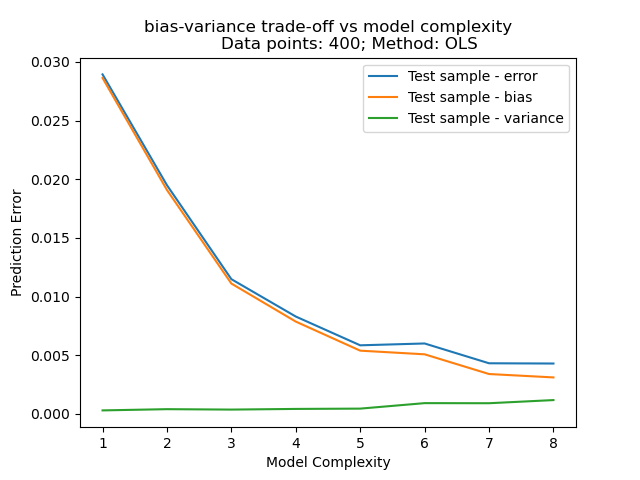 bias-variance trade-off vs model complexity
Data points: 400; Method: OLS
Test sample - error
Test sample - bias
Test sample - variance
Prediction Error
0.030
0.025
0.020
0.015
0.010
0.005
0.000
1 2 3 4 5 6 7 8
Model Complexity